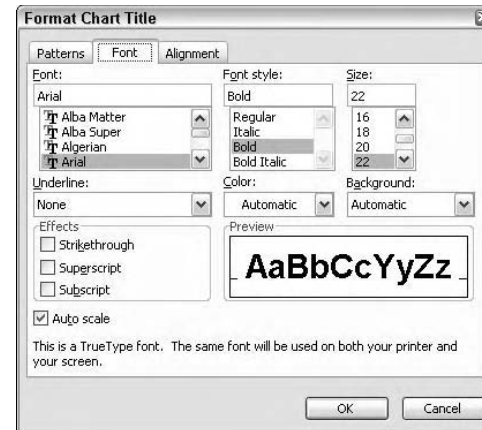 Format Chart Title
Patterns Font Alignment
Font: Font style: Size:
Arial Bold 22
Alba Matter Regular 16
Alba Super Italic 18
Algerian Bold 20
Arial Bold Italic 22
Underline: Color: Background:
None Automatic Automatic
Effects Preview
Strikethrough
Superscript
Subscript
AaBbCcYyZz
Auto scale
This is a TrueType font. The same font will be used on both your printer and
your screen.
OK Cancel